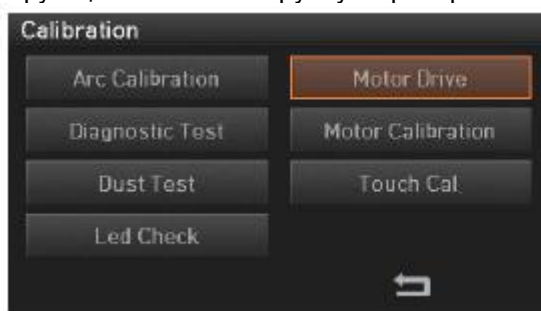 Calibration
Arc Calibration
Motor Drive
Diagnostic Test
Motor Calibration
Dust Test
Touch Cal
Led Check